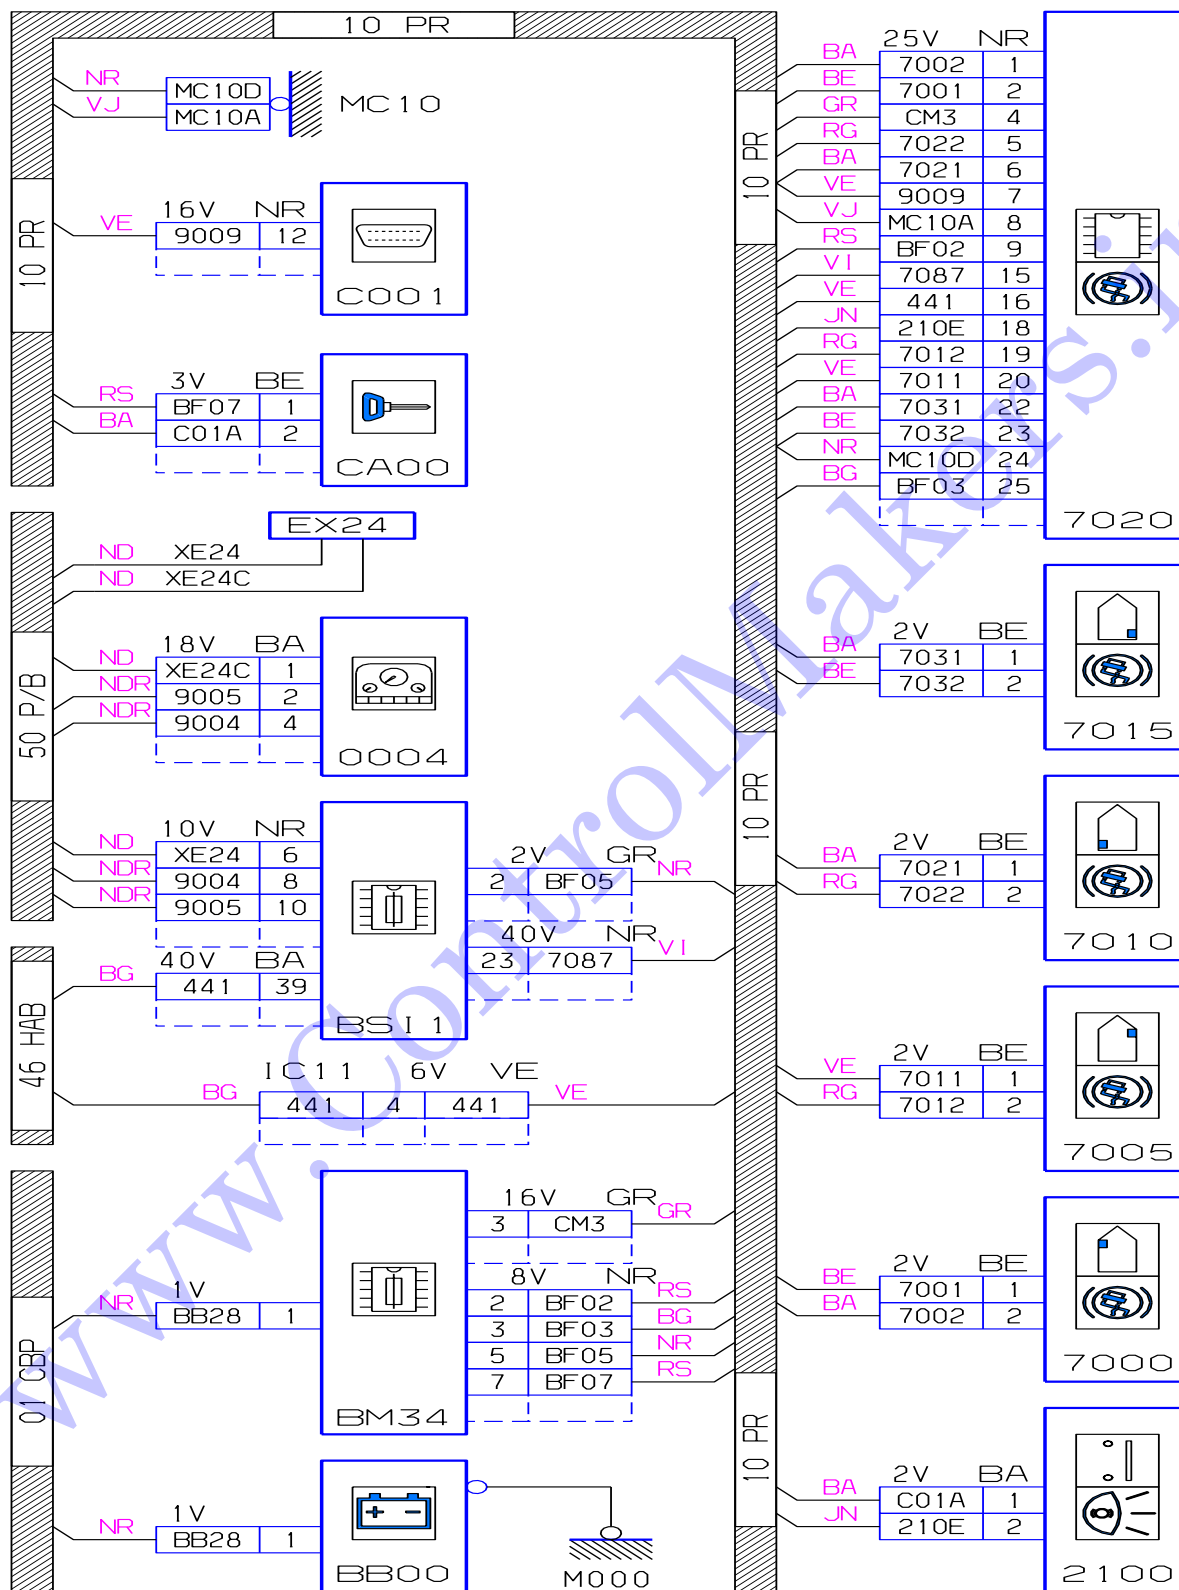 10 PR
NR MC10D
VJ MC10A
MC10
10 PR
16V NR
VE 9009 12
C001
3V BE
RS BF07 1
BA C01A 2
CA00
EX24
ND XE24
ND XE24C
50 P/B
18V BA
ND XE24C 1
NDR 9005 2
NDR 9004 4
0004
10V NR
ND XE24 6
NDR 9004 8
NDR 9005 10
40V BA
BG 441 39
2V GR
2 BF05 NR
40V NR
23 7087 VI
BSI1
46 HAB
IC11 6V VE
BG 441 4 441 VE
16V GR
3 CM3 GR
8V NR
2 BF02 RS
3 BF03 BG
5 BF05 NR
7 BF07 RS
1V
NR BB28 1
BM34
01 CBP
1V
NR BB28 1
BB00
M000
10 PR
10 PR
10 PR
25V NR
BA 7002 1
BE 7001 2
GR CM3 4
RG 7022 5
BA 7021 6
VE 9009 7
VJ MC10A 8
RS BF02 9
VI 7087 15
VE 441 16
JN 210E 18
RG 7012 19
VE 7011 20
BA 7031 22
BE 7032 23
NR MC10D 24
BG BF03 25
7020
2V BE
BA 7031 1
BE 7032 2
7015
2V BE
BA 7021 1
RG 7022 2
7010
2V BE
VE 7011 1
RG 7012 2
7005
2V BE
BE 7001 1
BA 7002 2
7000
2V BA
BA C01A 1
JN 210E 2
2100
www.ControlMakers.ir